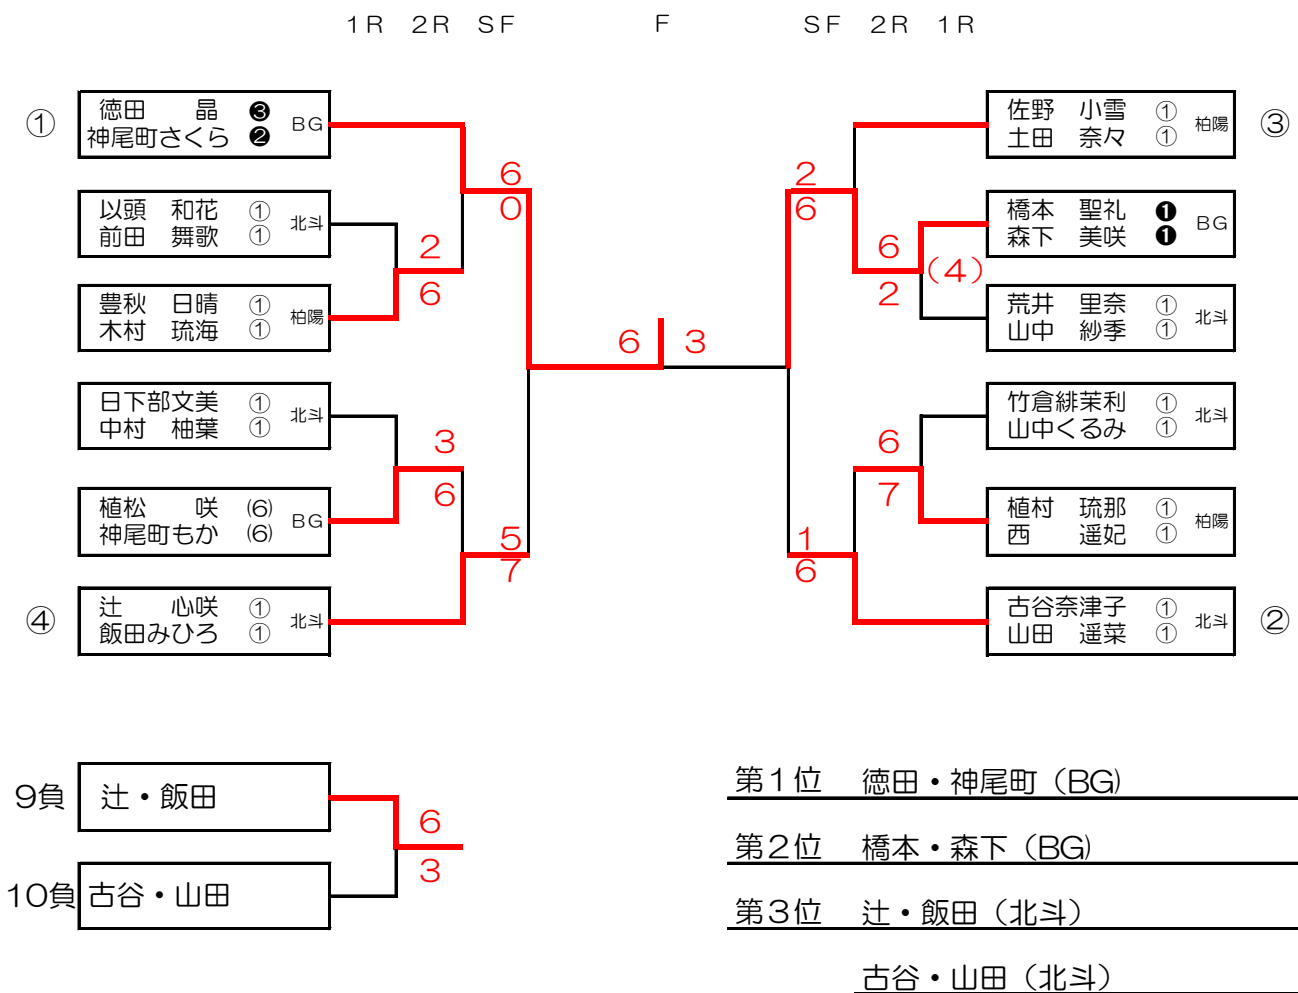 1R 2R SF F SF 2R 1R
① 徳田 晶 ❸ BG
神尾町さくら ❷
以頭 和花 ① 北斗
前田 舞歌 ①
豊秋 日晴 ① 柏陽
木村 琉海 ①
日下部文美 ① 北斗
中村 柚葉 ①
植松 咲 (6) BG
神尾町もか (6)
④ 辻 心咲 ① 北斗
飯田みひろ ①
6
0
2
6
3
6
5
7
6 3
2
6
6
(4)
2
6
7
1
6
佐野 小雪 ① 柏陽 ③
土田 奈々 ①
橋本 聖礼 ❶ BG
森下 美咲 ❶
荒井 里奈 ① 北斗
山中 紗季 ①
竹倉緋茉利 ① 北斗
山中くるみ ①
植村 琉那 ① 柏陽
西 遥妃 ①
古谷奈津子 ① 北斗 ②
山田 遥菜 ①
9負 辻・飯田
6
3
10負 古谷・山田
第1位 徳田・神尾町（BG)
第2位 橋本・森下（BG)
第3位 辻・飯田（北斗）
古谷・山田（北斗）